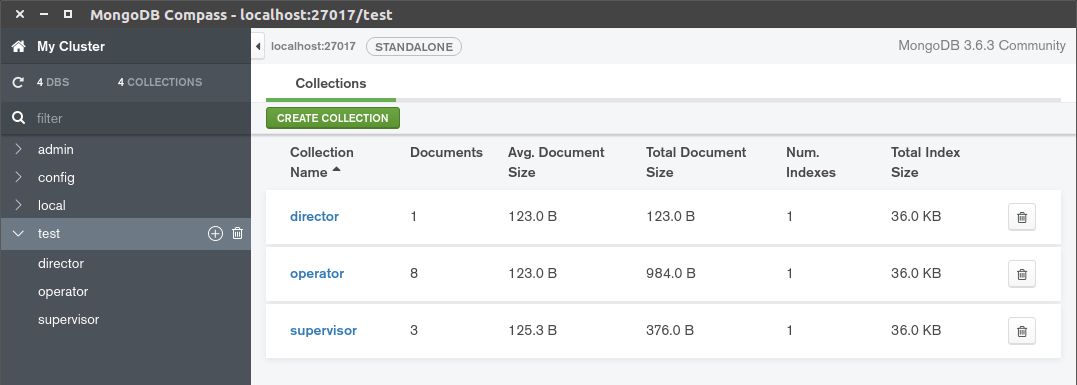 MongoDB Compass - localhost:27017/test
My Cluster
4 DBS 4 COLLECTIONS
filter
admin
config
local
test
director
operator
supervisor
localhost:27017 STANDALONE MongoDB 3.6.3 Community
Collections
CREATE COLLECTION
Collection Documents Avg. Document Total Document Num. Total Index
Name Size Size Indexes Size
director 1 123.0 B 123.0 B 1 36.0 KB
operator 8 123.0 B 984.0 B 1 36.0 KB
supervisor 3 125.3 B 376.0 B 1 36.0 KB